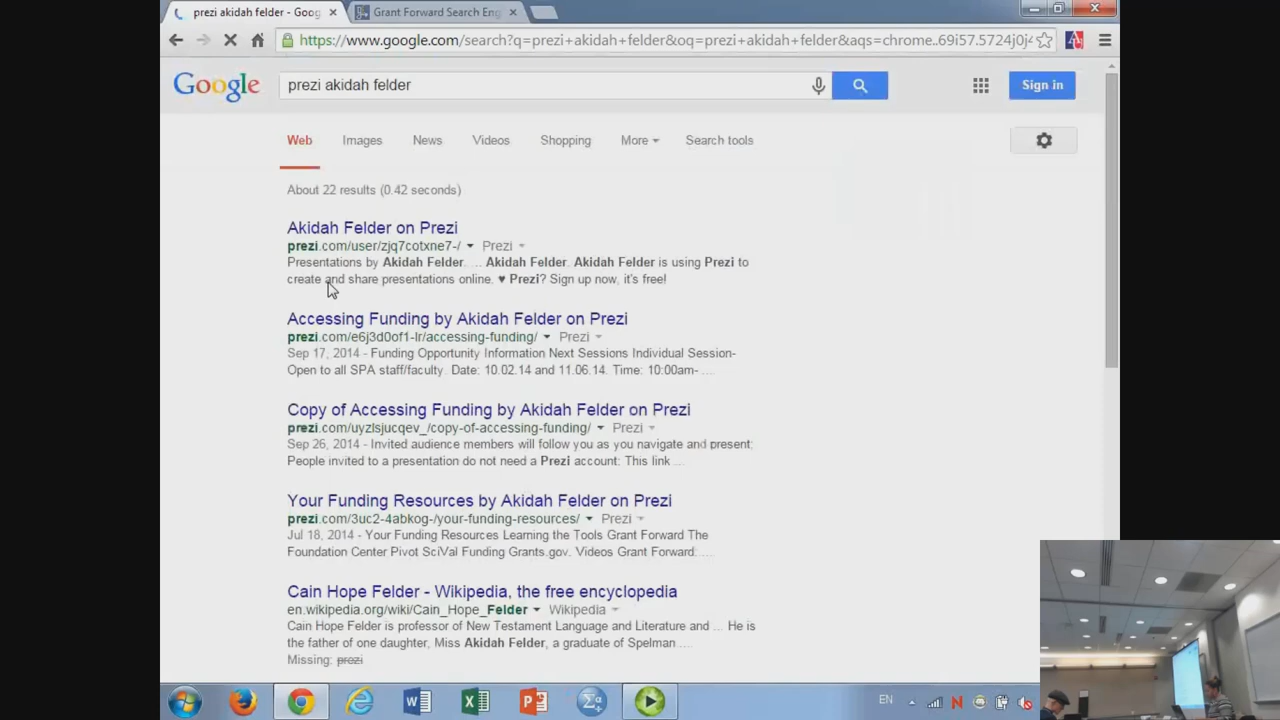 prezi akidah felder - Goog
Grant Forward Search Eng
https://www.google.com/search?q=prezi+akidah+felder&oq=prezi+akidah+felder&aqs=chrome..69i57.5724j0j4
Google
prezi akidah felder
Sign in
Web Images News Videos Shopping More Search tools
About 22 results (0.42 seconds)
Akidah Felder on Prezi
prezi.com/user/zjq7cotxne7-/ Prezi
Presentations by Akidah Felder. ... Akidah Felder. Akidah Felder is using Prezi to
create and share presentations online. ♥ Prezi? Sign up now, it's free!
Accessing Funding by Akidah Felder on Prezi
prezi.com/e6j3d0of1-lr/accessing-funding/ Prezi
Sep 17, 2014 - Funding Opportunity Information Next Sessions Individual Session-
Open to all SPA staff/faculty. Date: 10.02.14 and 11.06.14. Time: 10:00am- ...
Copy of Accessing Funding by Akidah Felder on Prezi
prezi.com/uyzlsjucqev_/copy-of-accessing-funding/ Prezi
Sep 26, 2014 - Invited audience members will follow you as you navigate and present:
People invited to a presentation do not need a Prezi account: This link ...
Your Funding Resources by Akidah Felder on Prezi
prezi.com/3uc2-4abkog-/your-funding-resources/ Prezi
Jul 18, 2014 - Your Funding Resources Learning the Tools Grant Forward The
Foundation Center Pivot SciVal Funding Grants.gov. Videos Grant Forward: ...
Cain Hope Felder - Wikipedia, the free encyclopedia
en.wikipedia.org/wiki/Cain_Hope_Felder Wikipedia
Cain Hope Felder is professor of New Testament Language and Literature and ... He is
the father of one daughter, Miss Akidah Felder, a graduate of Spelman ...
Missing: prezi
EN